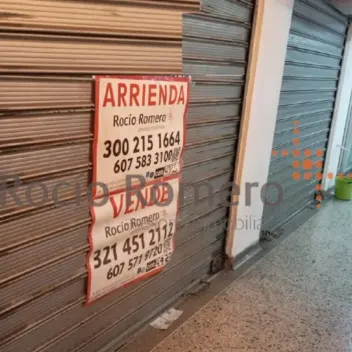 ARRIENDA
Rocío Romero
300 215 1664
607 583 3100
VENDE
Rocío Romero
321 451 2112
607 571 9720
Rocío Romero
inmobiliaria